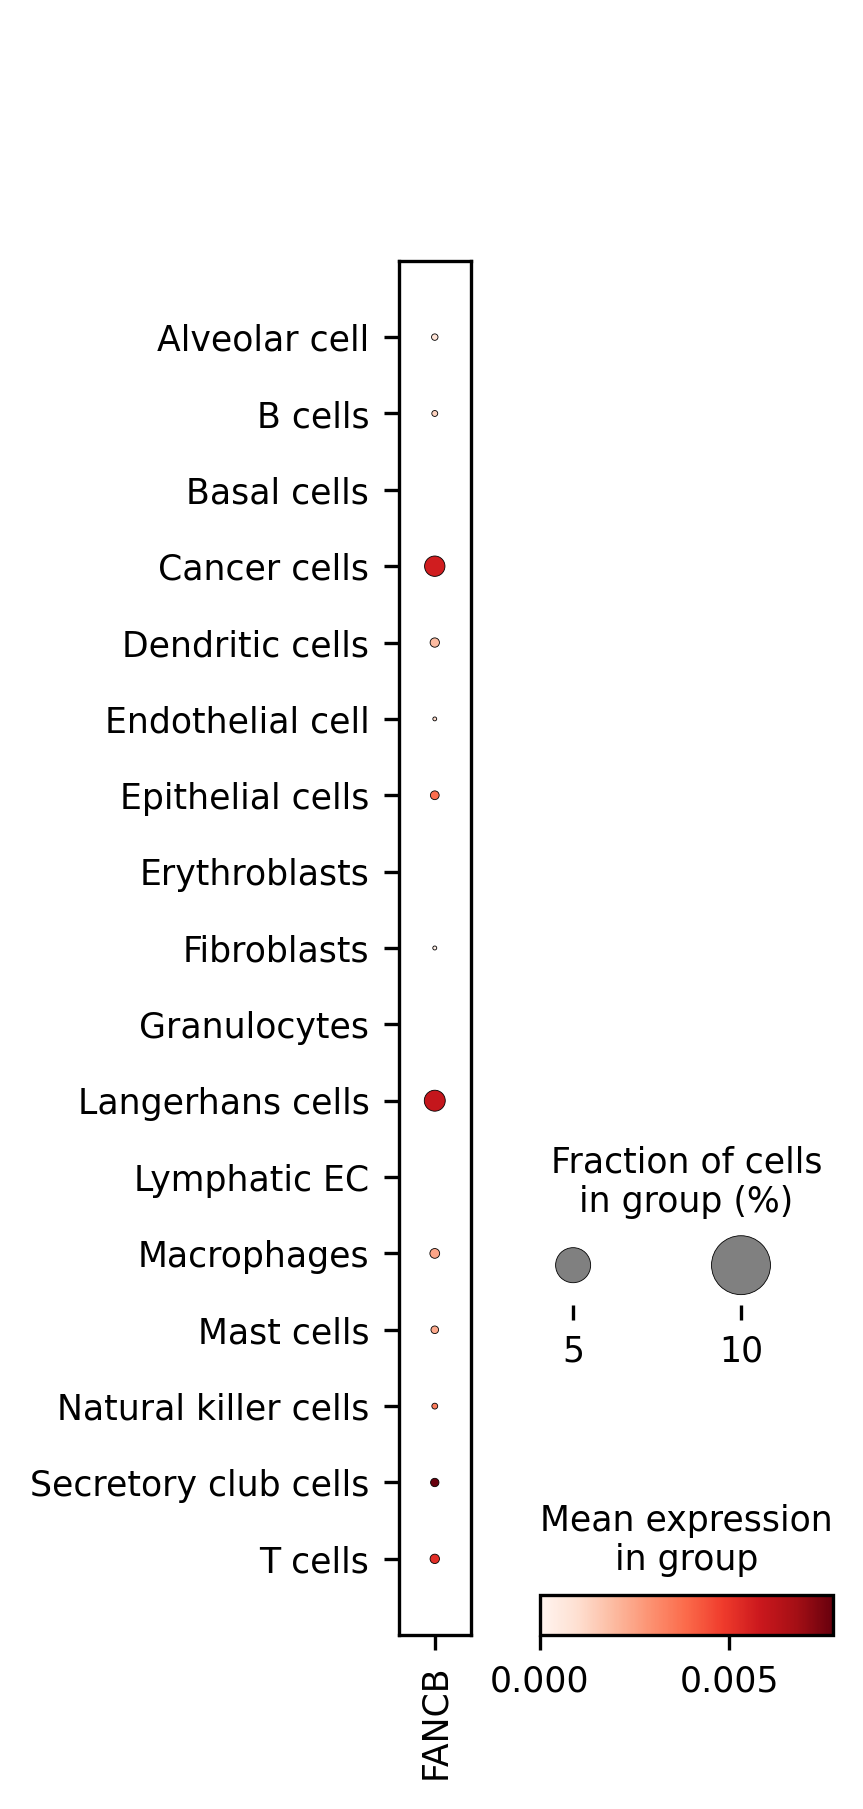 Alveolar cell
B cells
Basal cells
Cancer cells
Dendritic cells
Endothelial cell
Epithelial cells
Erythroblasts
Fibroblasts
Granulocytes
Langerhans cells
Lymphatic EC
Macrophages
Mast cells
Natural killer cells
Secretory club cells
T cells
FANCB
Fraction of cells
in group (%)
5 10
Mean expression
in group
0.000 0.005